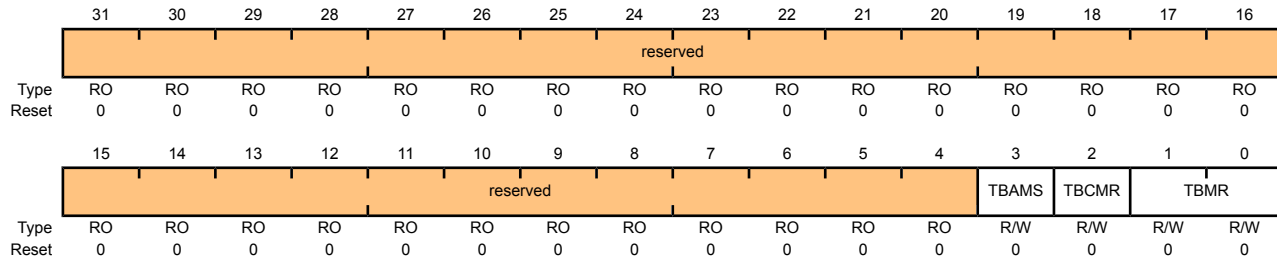 31 30 29 28 27 26 25 24 23 22 21 20 19 18 17 16
reserved
Type RO RO RO RO RO RO RO RO RO RO RO RO RO RO RO RO
Reset 0 0 0 0 0 0 0 0 0 0 0 0 0 0 0 0
15 14 13 12 11 10 9 8 7 6 5 4 3 2 1 0
reserved TBAMS TBCMR TBMR
Type RO RO RO RO RO RO RO RO RO RO RO RO R/W R/W R/W R/W
Reset 0 0 0 0 0 0 0 0 0 0 0 0 0 0 0 0